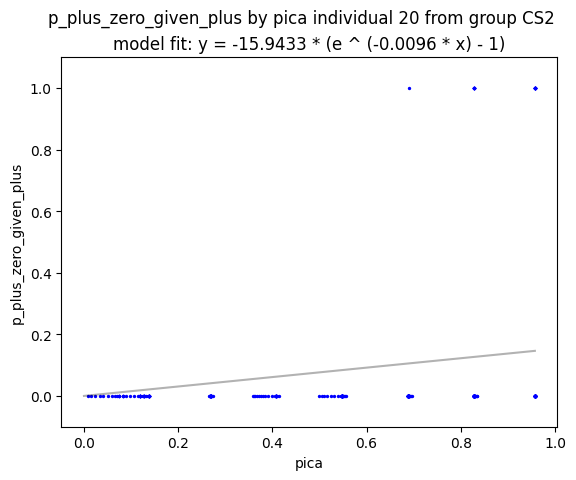 p_plus_zero_given_plus by pica individual 20 from group CS2
model fit: y = -15.9433 * (e ^ (-0.0096 * x) - 1)
1.0
0.8
0.6
0.4
0.2
0.0
p_plus_zero_given_plus
0.0 0.2 0.4 0.6 0.8 1.0
pica